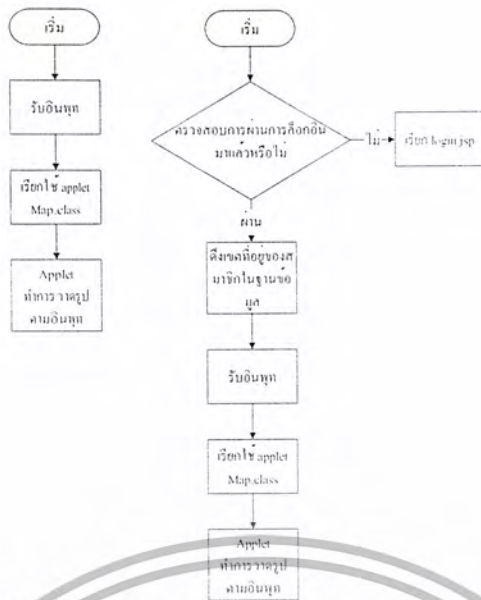 เริ่ม
รับอินพุท
เรียกใช้ applet
Map.class
Applet
ทำการวาดรูป
ตามอินพุท
เริ่ม
ตรวจสอบการผ่านการล็อกอิน
มาแล้วหรือไม่
ไม่
เรียก login.jsp
ผ่าน
ดึงเขตที่อยู่ของส
มาชิกในฐานข้อ
มูล
รับอินพุท
เรียกใช้ applet
Map.class
Applet
ทำการวาดรูป
ตามอินพุท